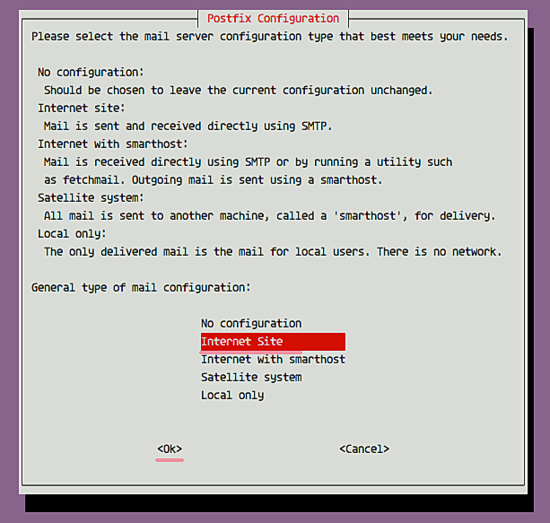 Postfix Configuration
Please select the mail server configuration type that best meets your needs.
No configuration:
Should be chosen to leave the current configuration unchanged.
Internet site:
Mail is sent and received directly using SMTP.
Internet with smarthost:
Mail is received directly using SMTP or by running a utility such
as fetchmail. Outgoing mail is sent using a smarthost.
Satellite system:
All mail is sent to another machine, called a 'smarthost', for delivery.
Local only:
The only delivered mail is the mail for local users. There is no network.
General type of mail configuration:
No configuration
Internet Site
Internet with smarthost
Satellite system
Local only
<Ok> <Cancel>